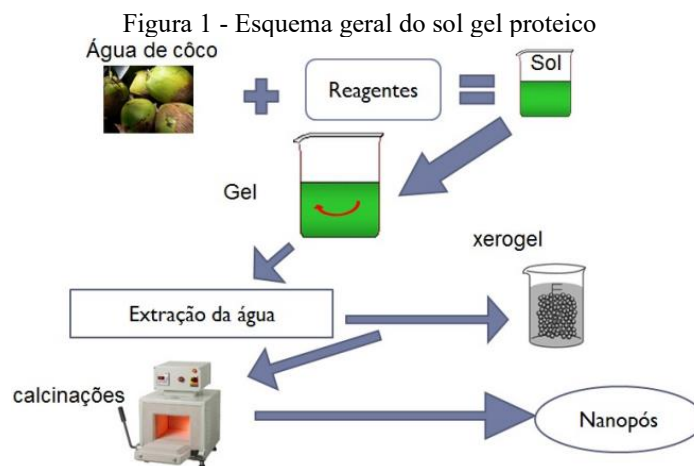 Figura 1 - Esquema geral do sol gel proteico
Água de côco
Reagentes
Sol
Gel
xerogel
Extração da água
calcinações
Nanopós